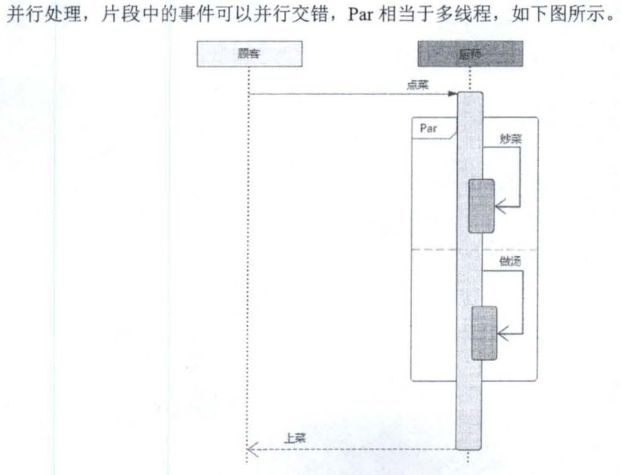 并行处理，片段中的事件可以并行交错，Par 相当于多线程，如下图所示。
顾客
厨师
点菜
Par
炒菜
做汤
上菜